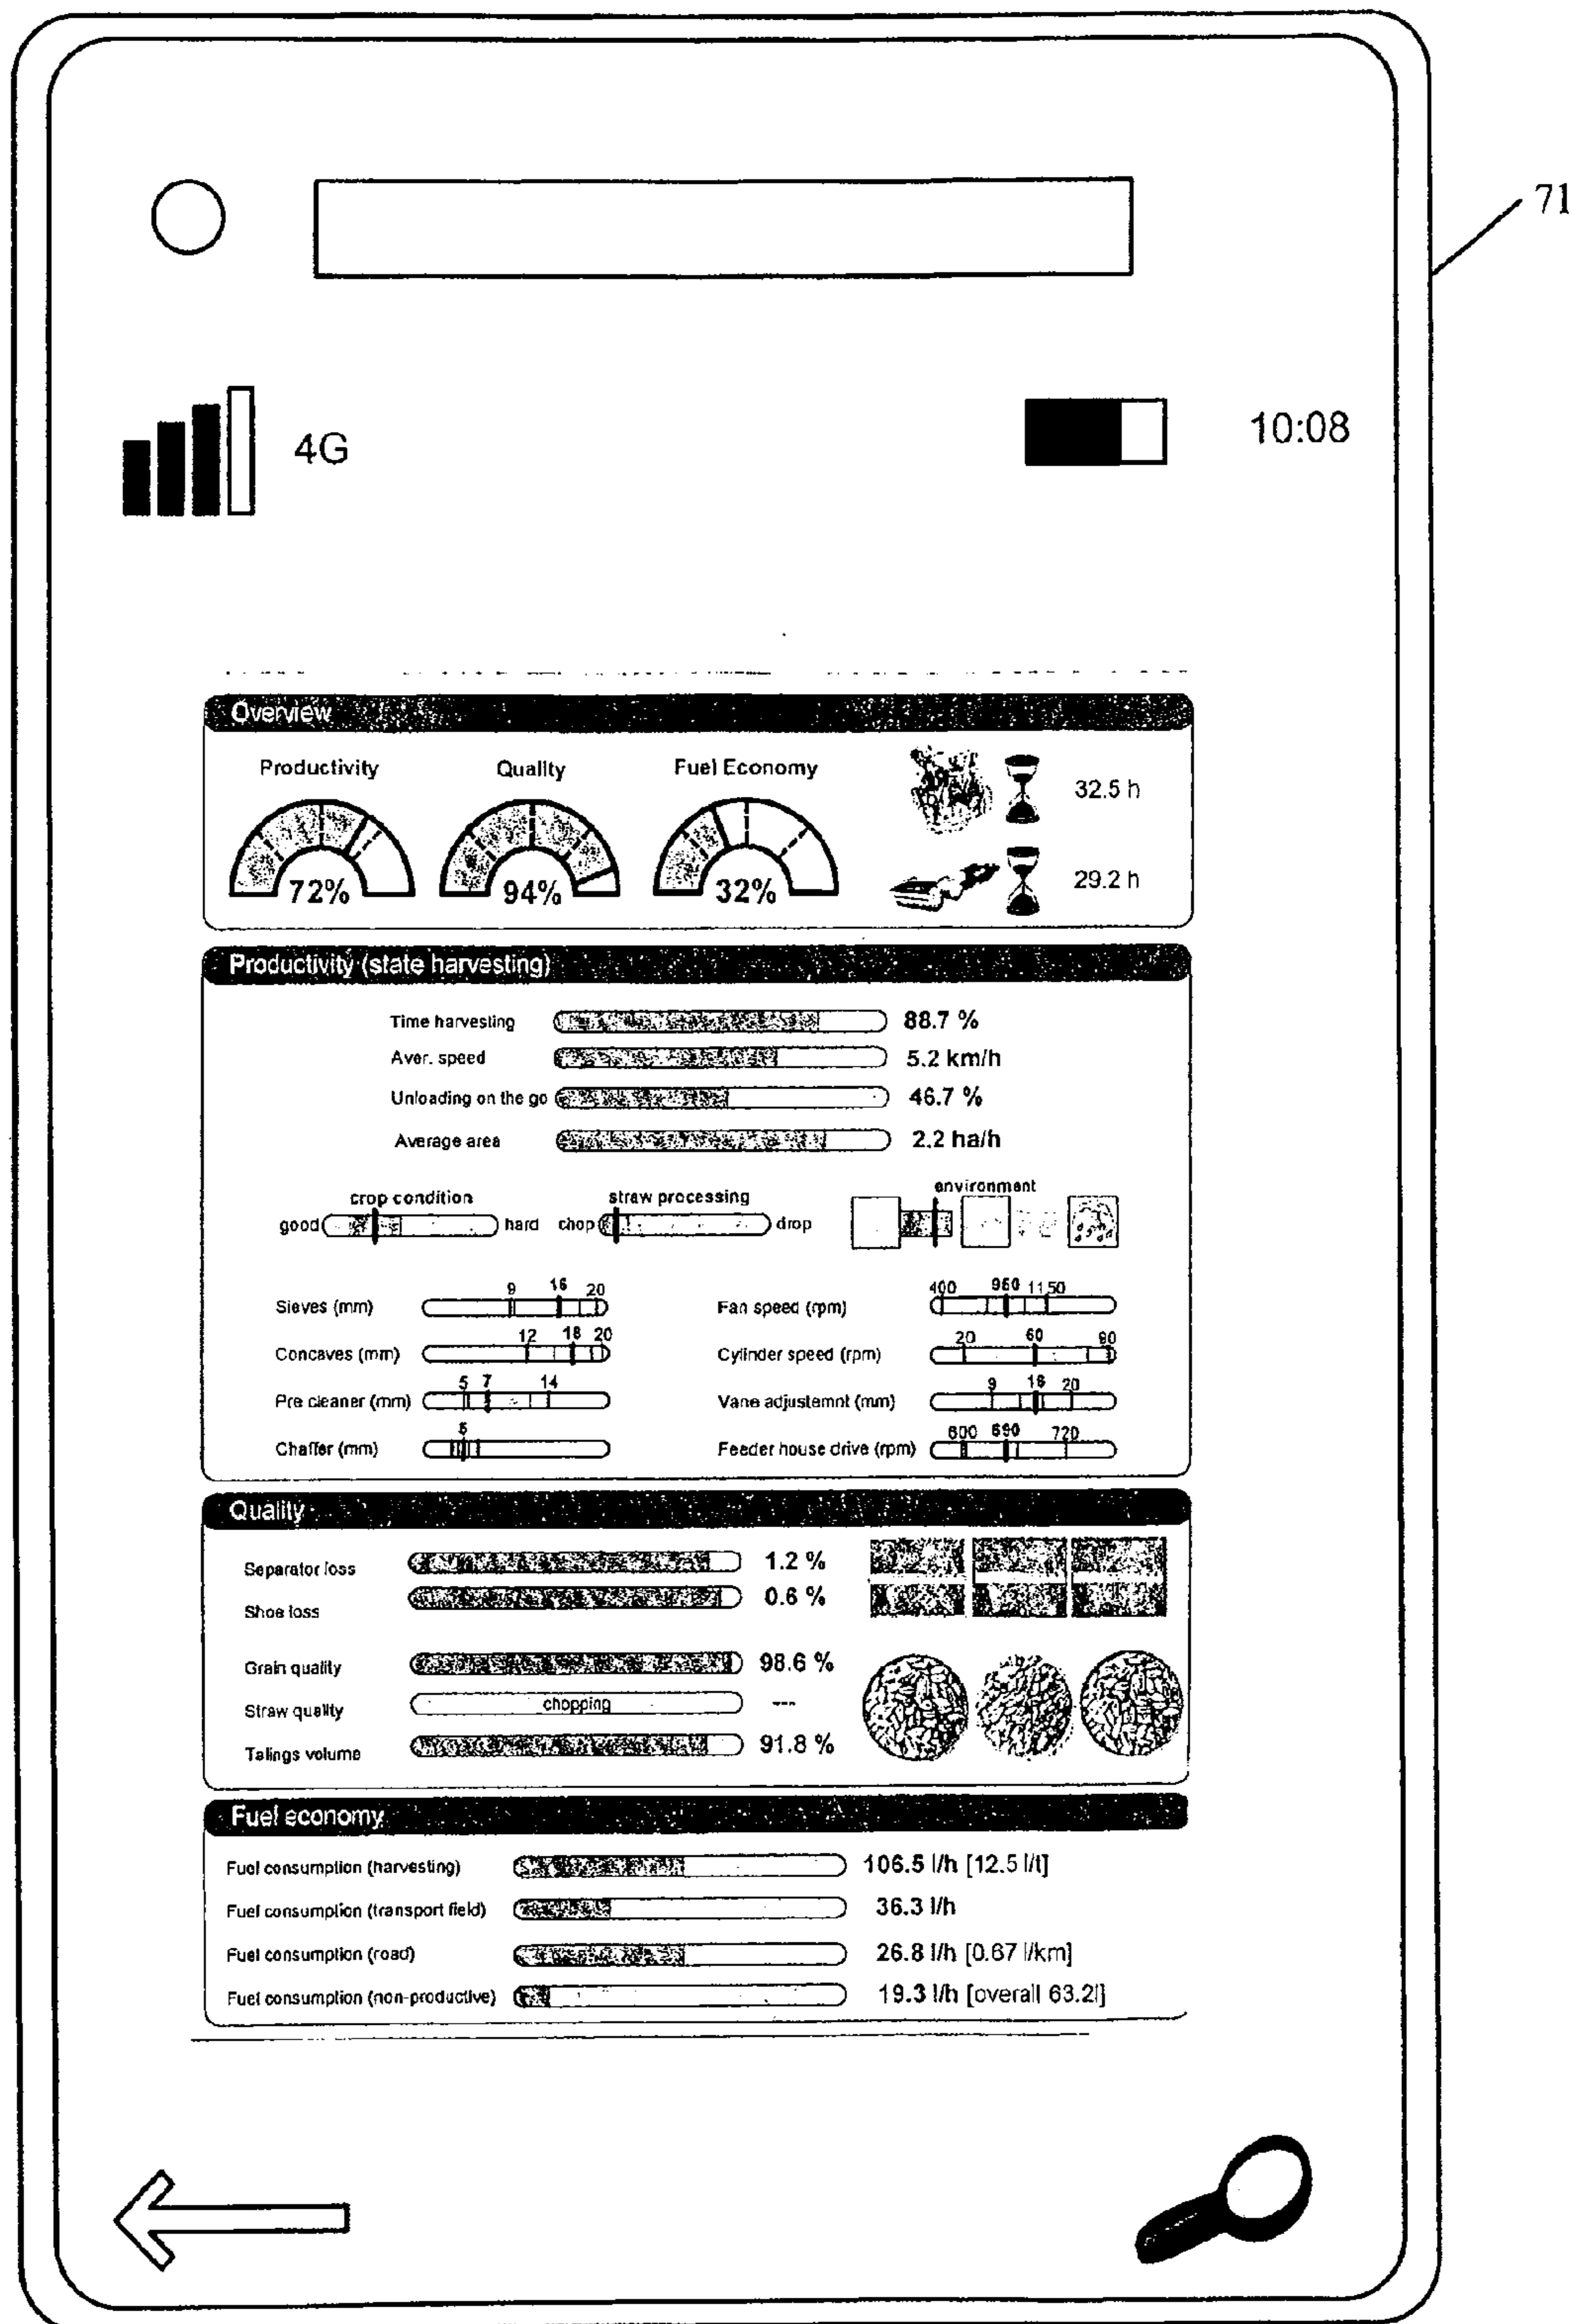 71
4G
10:08
Overview
Productivity Quality Fuel Economy
32.5 h
72% 94% 32%
29.2 h
Productivity (state harvesting)
Time harvesting 88.7 %
Aver. speed 5.2 km/h
Unloading on the go 46.7 %
Average area 2.2 ha/h
crop condition straw processing environment
good hard chop drop
9 16 20 400 960 1150
Sieves (mm) Fan speed (rpm)
12 18 20 20 60 90
Concaves (mm) Cylinder speed (rpm)
5 7 14 9 16 20
Pre cleaner (mm) Vane adjustemnt (mm)
5 600 690 720
Chaffer (mm) Feeder house drive (rpm)
Quality
Separator loss 1.2 %
Shoe loss 0.6 %
Grain quality 98.6 %
Straw quality chopping ---
Tailings volume 91.8 %
Fuel economy
Fuel consumption (harvesting) 106.5 l/h [12.5 l/t]
Fuel consumption (transport field) 36.3 l/h
Fuel consumption (road) 26.8 l/h [0.67 l/km]
Fuel consumption (non-productive) 19.3 l/h [overall 63.2l]